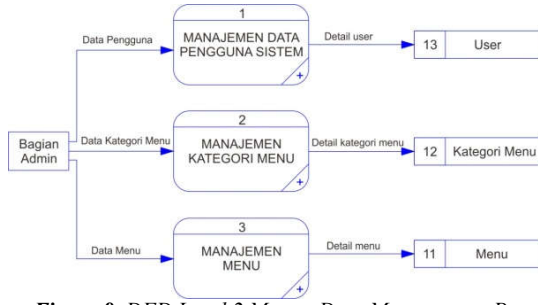 1
Data Pengguna
MANAJEMEN DATA
PENGGUNA SISTEM
Detail user
13 User
+
2
Bagian
Admin
Data Kategori Menu
MANAJEMEN
KATEGORI MENU
Detail kategori menu
12 Kategori Menu
+
3
Data Menu
MANAJEMEN
MENU
Detail menu
11 Menu
+